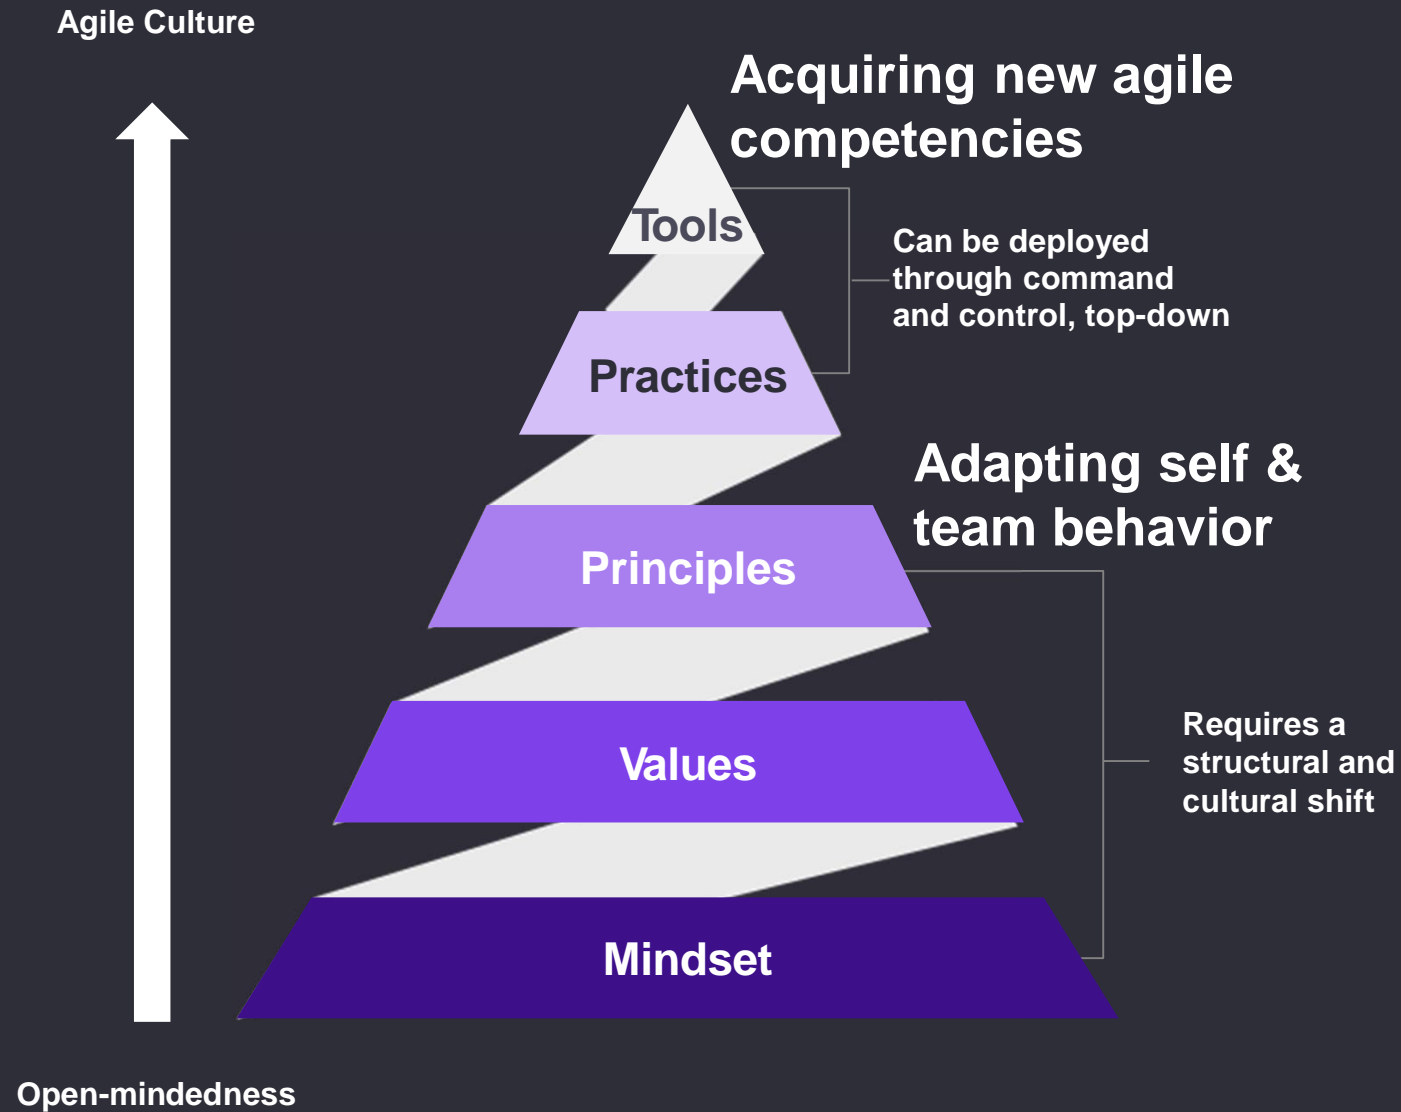 Agile Culture
Acquiring new agile
competencies
Tools
Can be deployed
through command
and control, top-down
Practices
Adapting self &
team behavior
Principles
Requires a
structural and
cultural shift
Values
Mindset
Open-mindedness